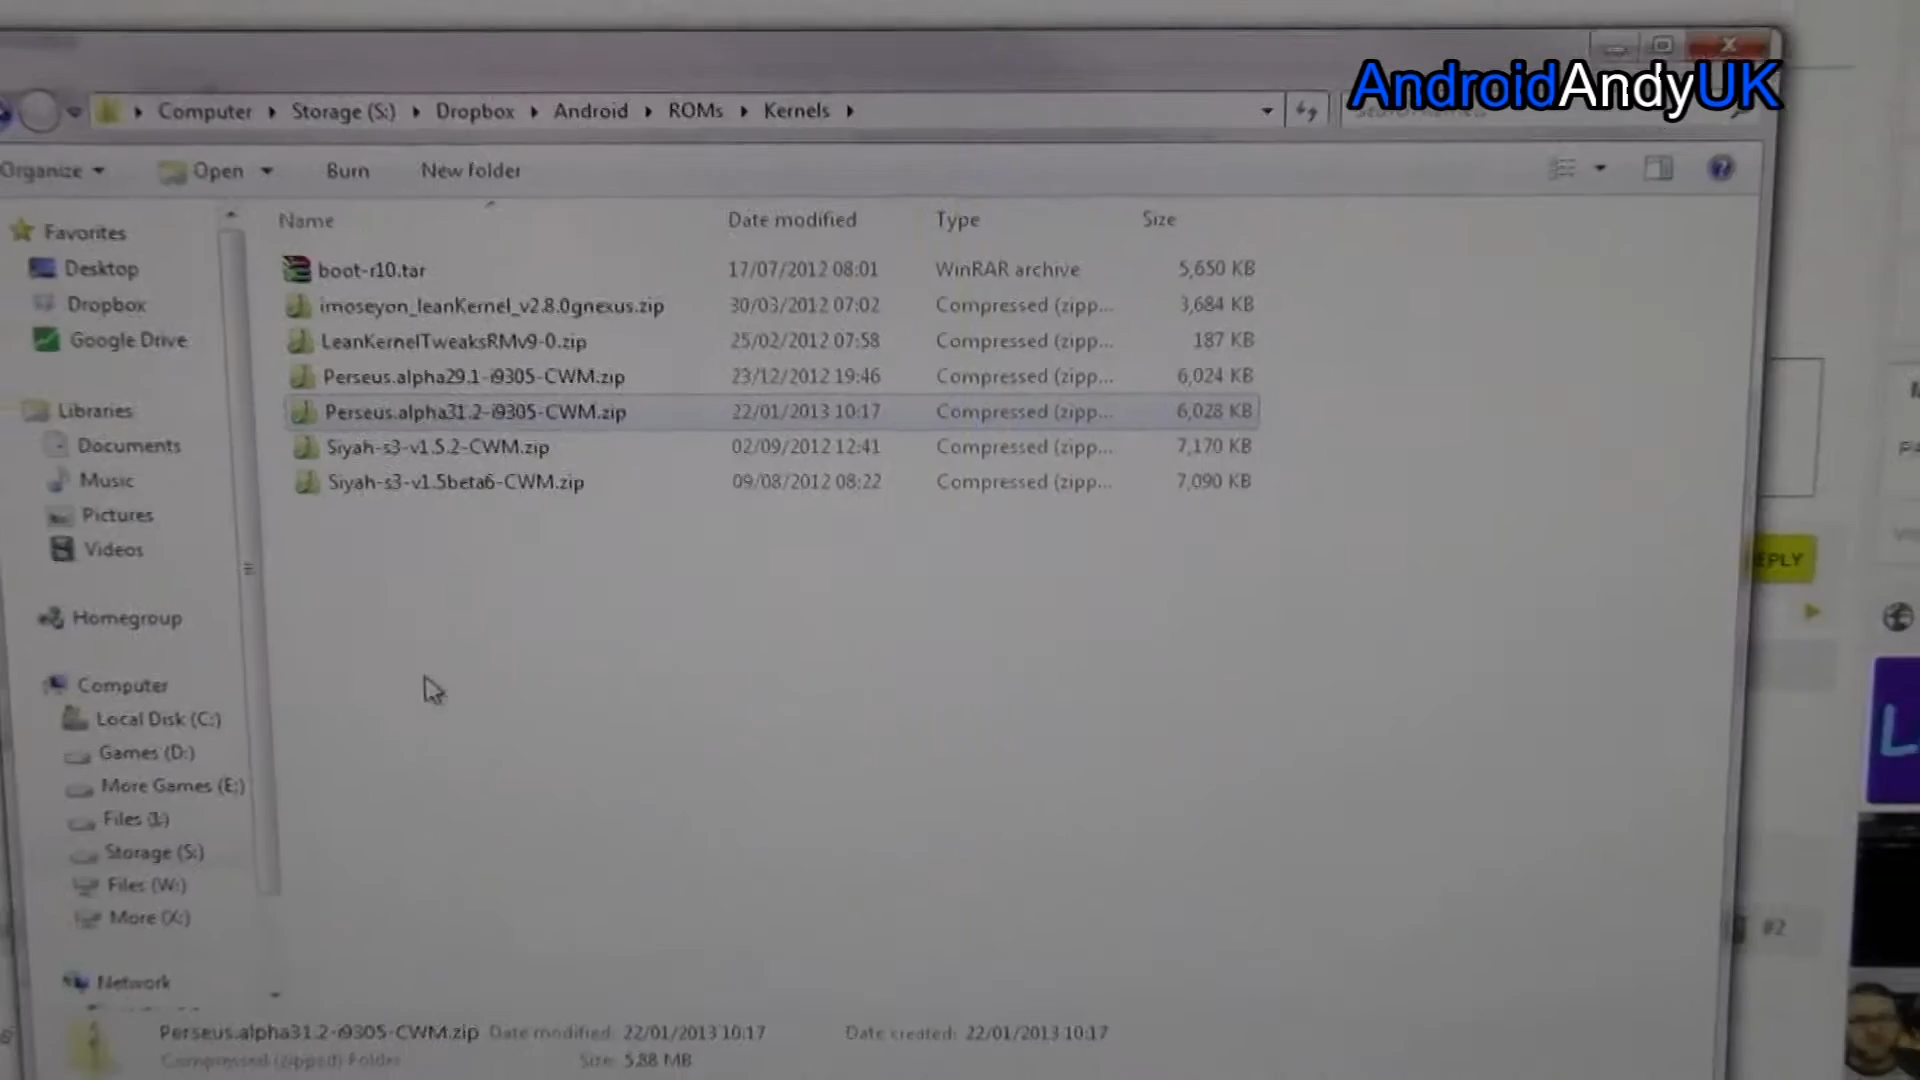 AndroidAndyUK
Computer Storage (S:) Dropbox Android ROMs Kernels
Organize Open Burn New folder
Name Date modified Type Size
boot-r10.tar 17/07/2012 08:01 WinRAR archive 5,650 KB
imoseyon_leanKernel_v2.8.0gnexus.zip 30/03/2012 07:02 Compressed (zipp... 3,684 KB
LeanKernelTweaksRMv9-0.zip 25/02/2012 07:58 Compressed (zipp... 187 KB
Perseus.alpha29.1-i9305-CWM.zip 23/12/2012 19:46 Compressed (zipp... 6,024 KB
Perseus.alpha31.2-i9305-CWM.zip 22/01/2013 10:17 Compressed (zipp... 6,028 KB
Siyah-s3-v1.5.2-CWM.zip 02/09/2012 12:41 Compressed (zipp... 7,170 KB
Siyah-s3-v1.5beta6-CWM.zip 09/08/2012 08:22 Compressed (zipp... 7,090 KB
Favorites
Desktop
Dropbox
Google Drive
Libraries
Documents
Music
Pictures
Videos
Homegroup
Computer
Local Disk (C:)
Games (D:)
More Games (E:)
Files
Storage (S:)
Files (W:)
More (X:)
Network
EPLY
#2
Perseus.alpha31.2-i9305-CWM.zip Date modified: 22/01/2013 10:17 Date created: 22/01/2013 10:17
Compressed (zipped) Folder Size: 5.88 MB